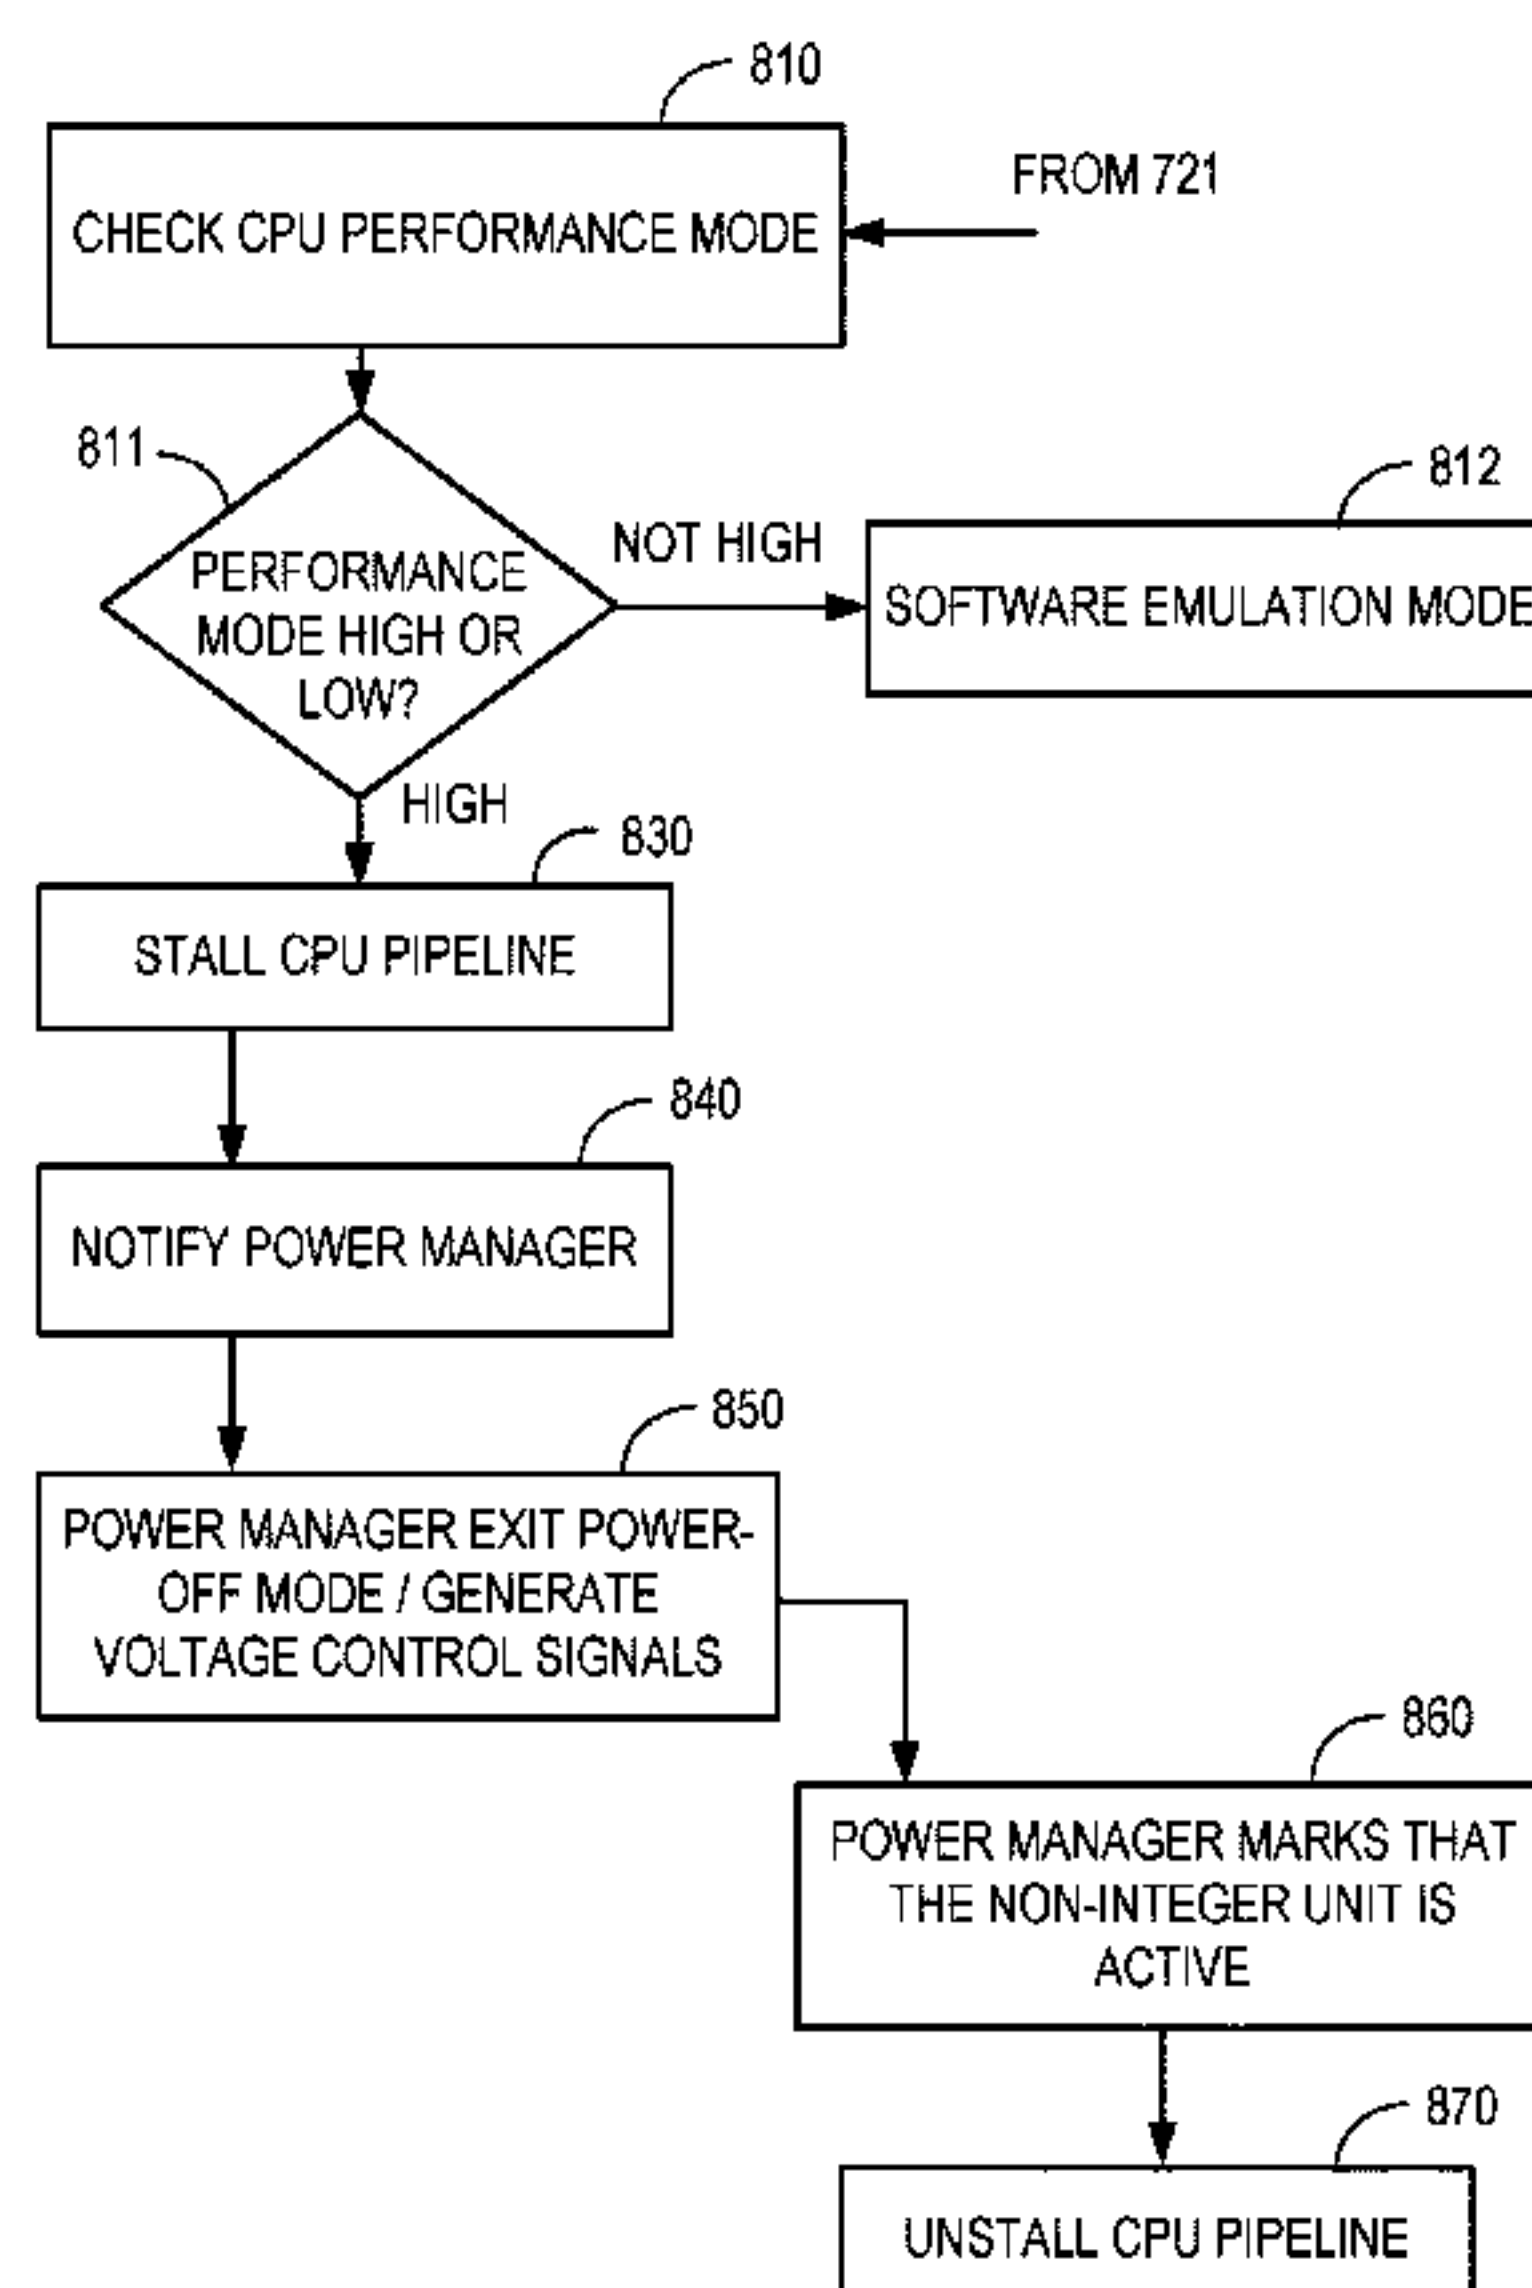 810
FROM 721
CHECK CPU PERFORMANCE MODE
811
812
NOT HIGH
PERFORMANCE
MODE HIGH OR
LOW?
SOFTWARE EMULATION MODE
HIGH
830
STALL CPU PIPELINE
840
NOTIFY POWER MANAGER
850
POWER MANAGER EXIT POWER-
OFF MODE / GENERATE
VOLTAGE CONTROL SIGNALS
860
POWER MANAGER MARKS THAT
THE NON-INTEGER UNIT IS
ACTIVE
870
UNSTALL CPU PIPELINE